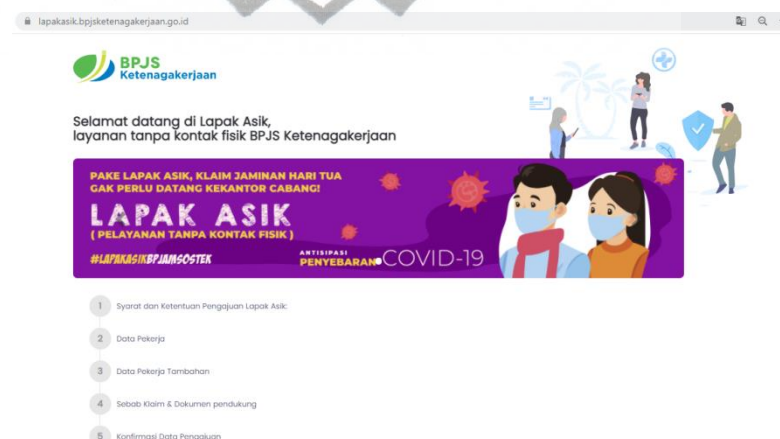 lapakasik.bpjsketenagakerjaan.go.id
BPJS
Ketenagakerjaan
Selamat datang di Lapak Asik,
layanan tanpa kontak fisik BPJS Ketenagakerjaan
PAKE LAPAK ASIK, KLAIM JAMINAN HARI TUA
GAK PERLU DATANG KEKANTOR CABANG!
LAPAK ASIK
( PELAYANAN TANPA KONTAK FISIK )
#LAPAKASIKBPJAMSOSTEK
ANTISIPASI
PENYEBARAN COVID-19
1 Syarat dan Ketentuan Pengajuan Lapak Asik:
2 Data Pekerja
3 Data Pekerja Tambahan
4 Sebab Klaim & Dokumen pendukung
5 Konfirmasi Data Pengajuan